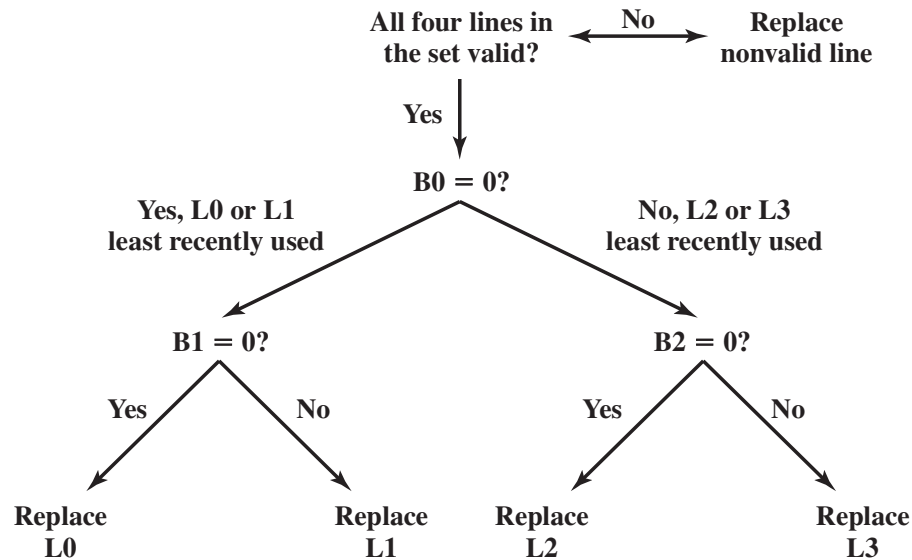 All four lines in
the set valid?
No
Replace
nonvalid line
Yes
B0 = 0?
Yes, L0 or L1
least recently used
No, L2 or L3
least recently used
B1 = 0?
B2 = 0?
Yes
No
Yes
No
Replace
L0
Replace
L1
Replace
L2
Replace
L3